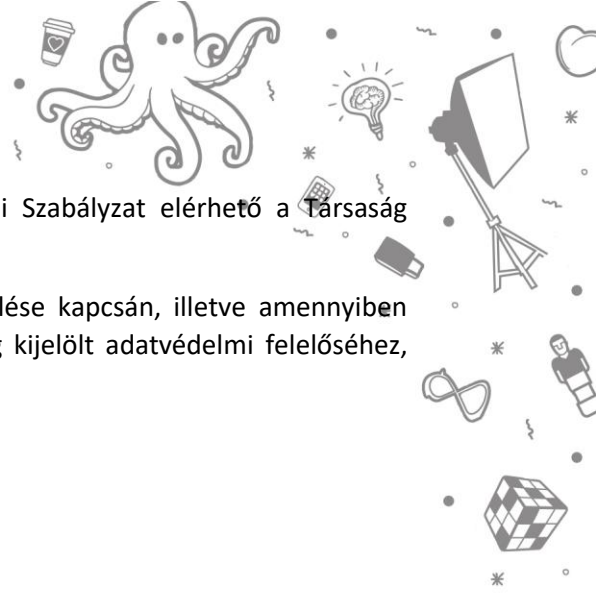 i Szabályzat elérhető a Társaság
lése kapcsán, illetve amennyiben
kijelölt adatvédelmi felelőséhez,